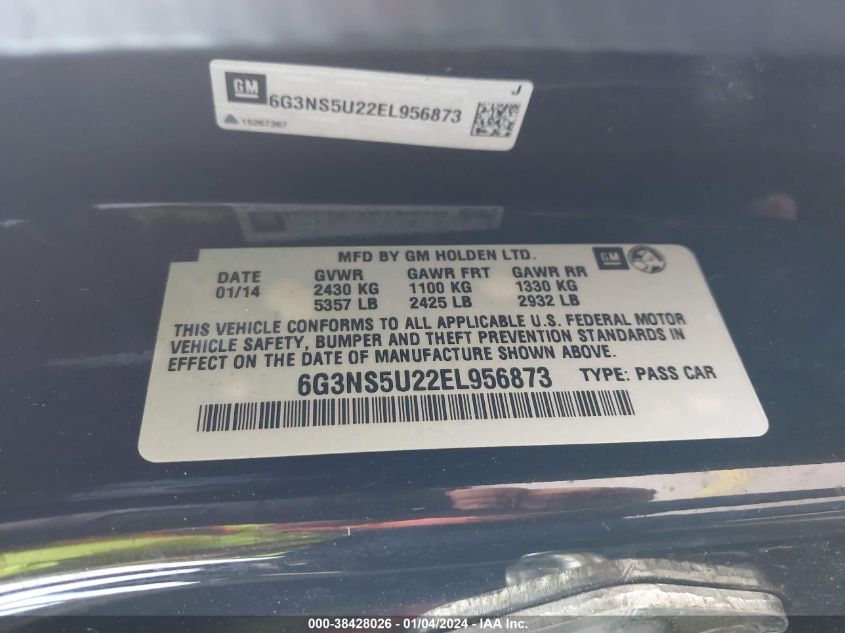 GM
J
6G3NS5U22EL956873
15267367
MFD BY GM HOLDEN LTD.
GM
DATE GVWR GAWR FRT GAWR RR
01/14 2430 KG 1100 KG 1330 KG
5357 LB 2425 LB 2932 LB
THIS VEHICLE CONFORMS TO ALL APPLICABLE U.S. FEDERAL MOTOR
VEHICLE SAFETY, BUMPER AND THEFT PREVENTION STANDARDS IN
EFFECT ON THE DATE OF MANUFACTURE SHOWN ABOVE.
6G3NS5U22EL956873 TYPE: PASS CAR
000-38428026 - 01/04/2024 - IAAI Inc.